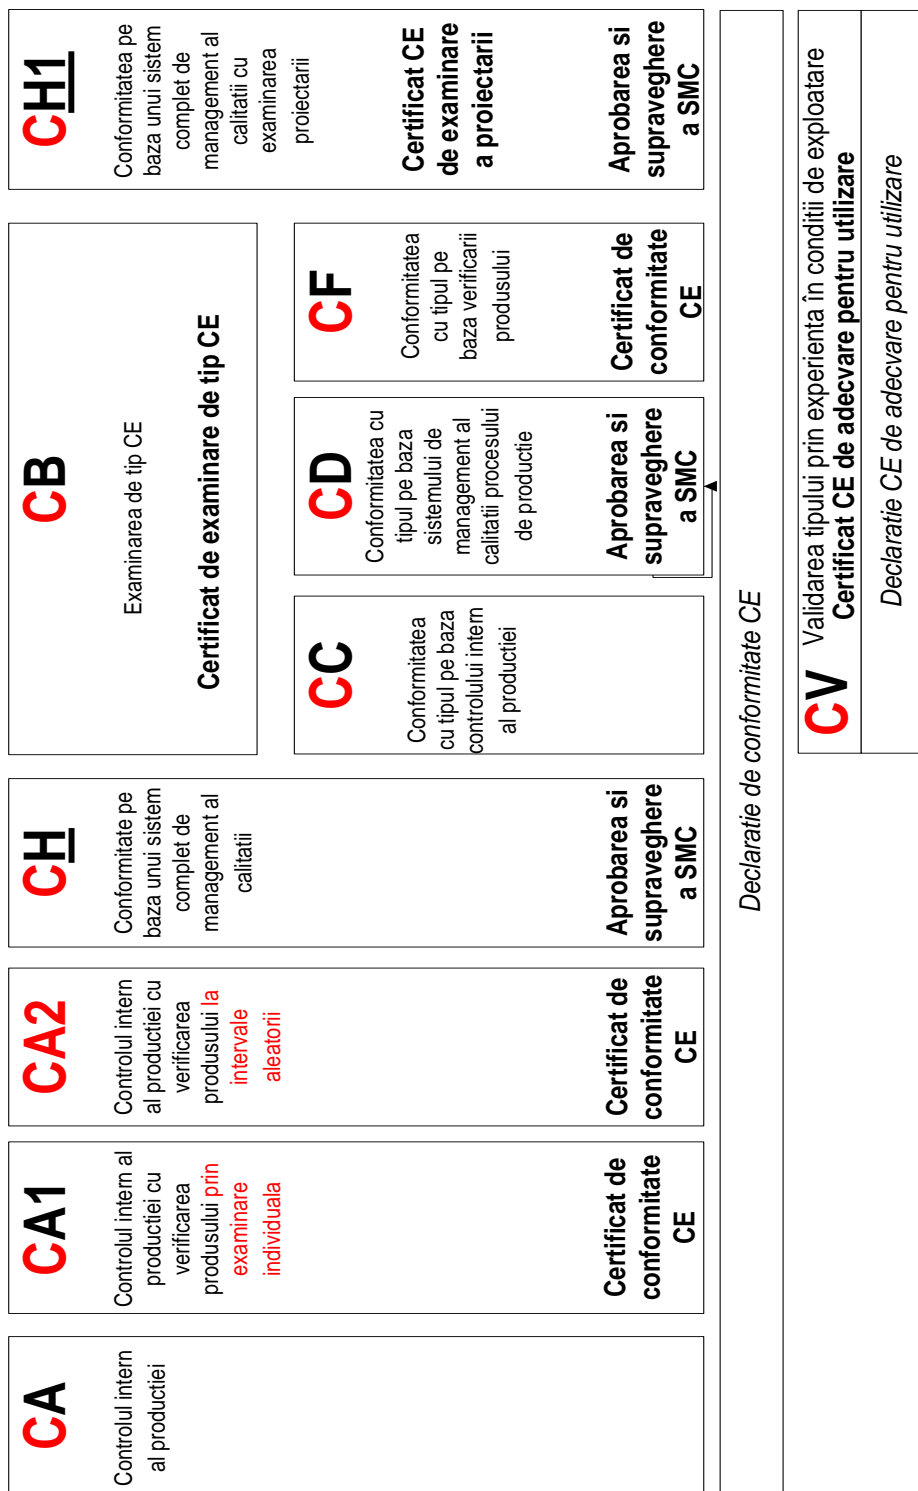 CA
Controlul intern
al productiei
CA1
Controlul intern al
productiei cu
verificarea
produsului prin
examinare
individuala
Certificat de
conformitate
CE
CA2
Controlul intern
al productiei cu
verificarea
produsului la
intervale
aleatorii
Certificat de
conformitate
CE
CH
Conformitate pe
baza unui sistem
complet de
management al
calitatii
Aprobarea si
supraveghere
a SMC
CB
Examinarea de tip CE
Certificat de examinare de tip CE
CC
Conformitatea
cu tipul pe baza
controlului intern
al productiei
CD
Conformitatea cu
tipul pe baza
sistemului de
management al
calitatii procesului
de productie
Aprobarea si
supraveghere
a SMC
CF
Conformitatea
cu tipul pe
baza verificarii
produsului
Certificat de
conformitate
CE
CH1
Conformitatea pe
baza unui sistem
complet de
management al
calitatii cu
examinarea
proiectarii
Certificat CE
de examinare
a proiectarii
Aprobarea si
supraveghere
a SMC
Declaratie de conformitate CE
CV Validarea tipului prin experienta în conditii de exploatare
Certificat CE de adecvare pentru utilizare
Declaratie CE de adecvare pentru utilizare